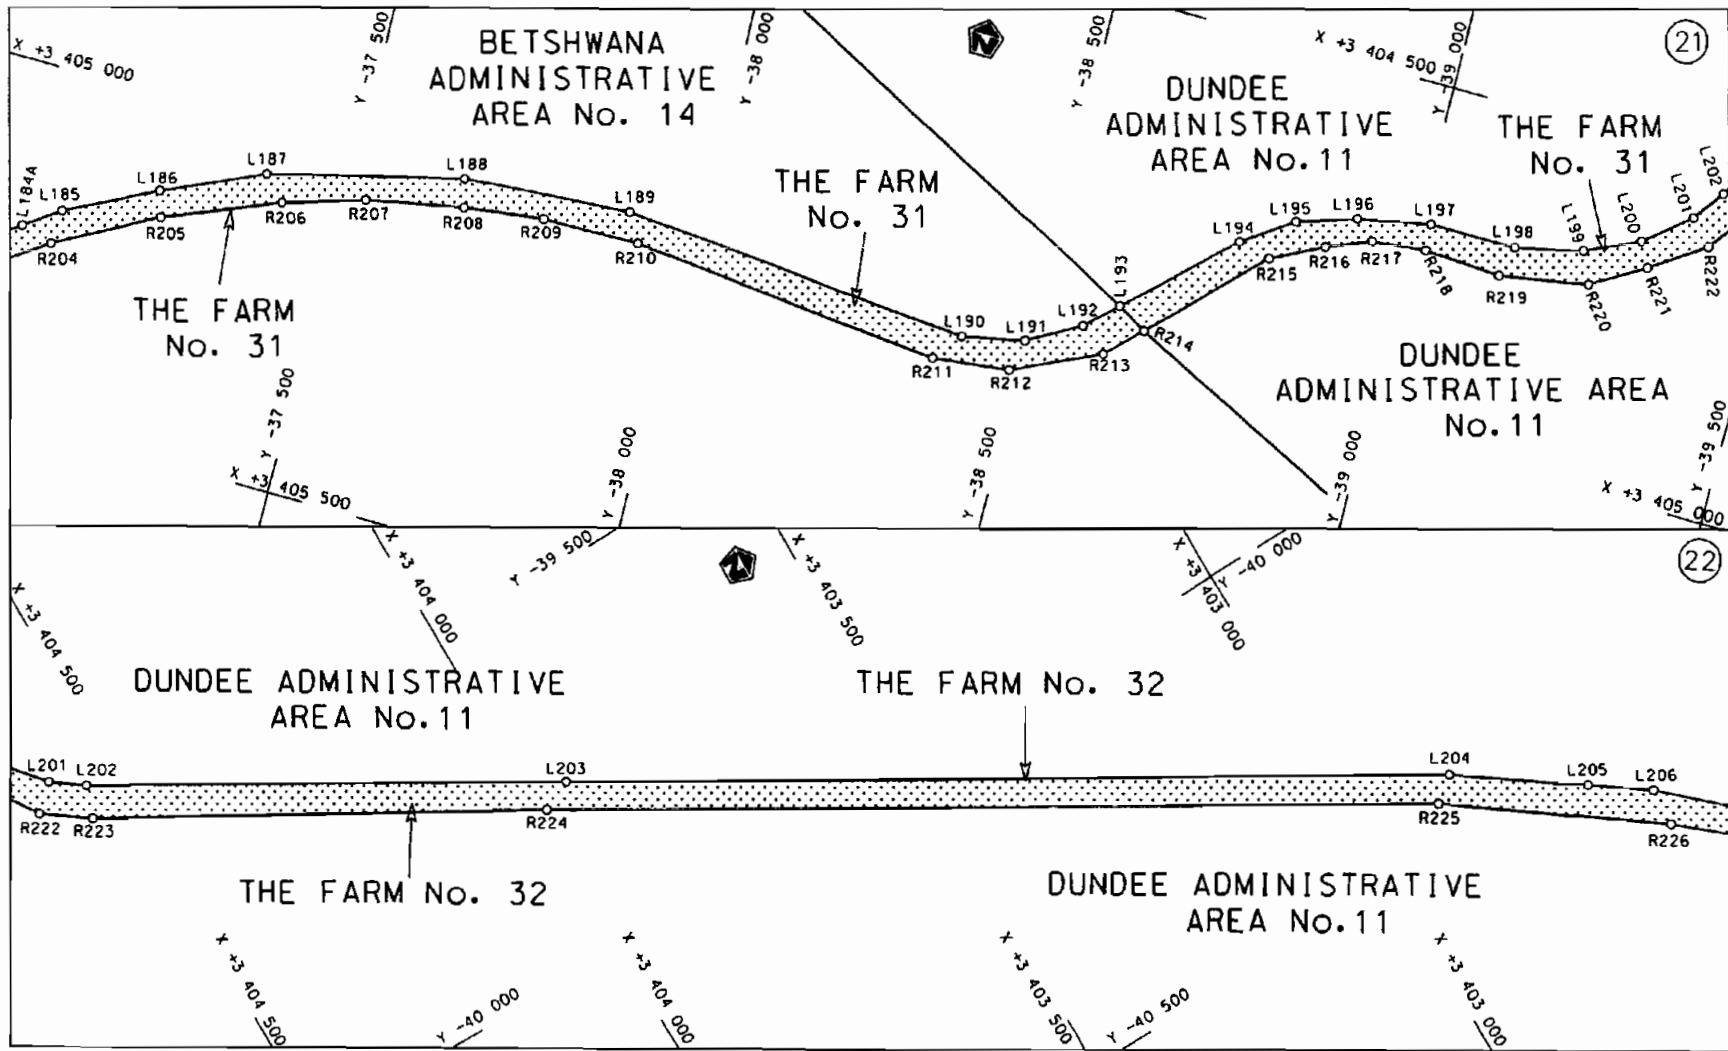 X +3 405 000
Y -37 500
BETSHWANA
ADMINISTRATIVE
AREA No. 14
Y -38 000
N
Y -38 500
X +3 404 500
Y -39 000
21
DUNDEE
ADMINISTRATIVE
AREA No.11
THE FARM
No. 31
THE FARM
No. 31
L184A
L185
L186
L187
L188
L189
L190
L191
L192
L193
L194
L195
L196
L197
L198
L199
L200
L201
L202
R204
R205
R206
R207
R208
R209
R210
R211
R212
R213
R214
R215
R216
R217
R218
R219
R220
R221
R222
THE FARM
No. 31
DUNDEE
ADMINISTRATIVE AREA
No.11
Y -37 500
X +3 405 500
Y -38 000
Y -38 500
Y -39 000
X +3 405 000
Y -39 500
X +3 404 500
X +3 404 000
Y -39 500
N
X +3 403 500
X +3 403 000
Y -40 000
22
DUNDEE ADMINISTRATIVE
AREA No.11
THE FARM No. 32
L201
L202
L203
L204
L205
L206
R222
R223
R224
R225
R226
THE FARM No. 32
DUNDEE ADMINISTRATIVE
AREA No.11
X +3 404 500
Y -40 000
X +3 404 000
X +3 403 500
Y -40 500
X +3 403 000